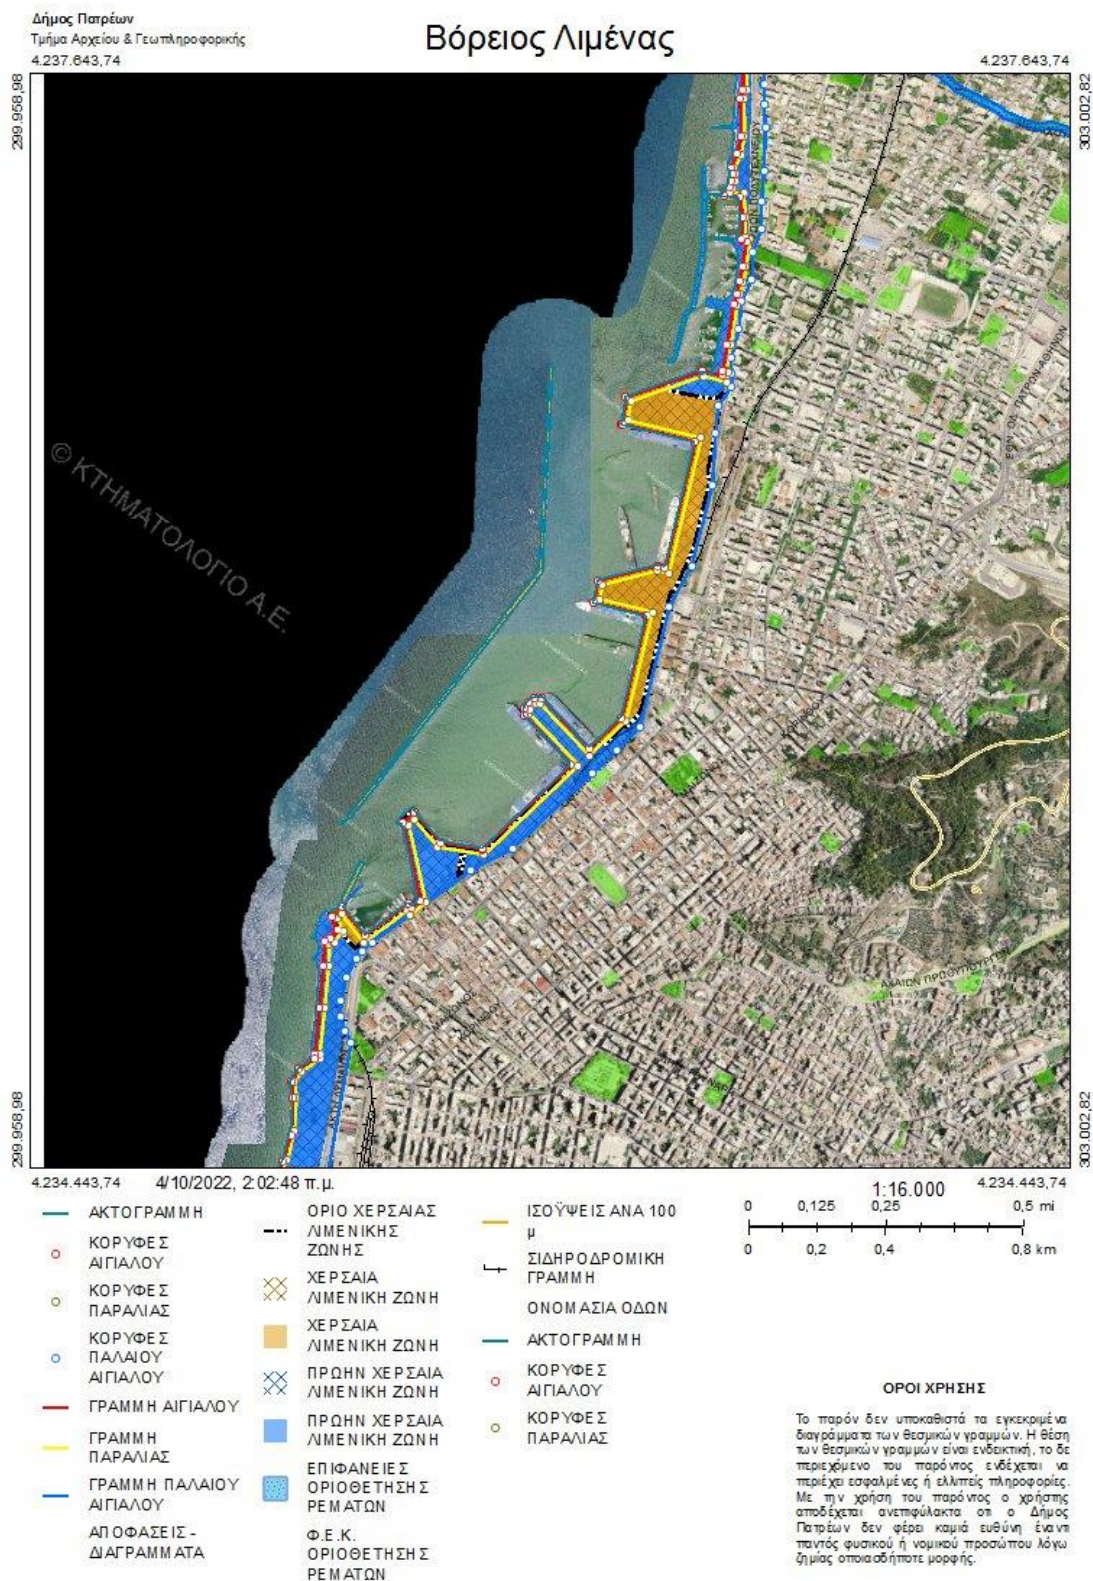 Δήμος Πατρέων
Τμήμα Αρχείου & Γεωπληροφορικής
Βόρειος Λιμένας
4.237.643,74
4.237.643,74
299.958,98
303.002,82
© ΚΤΗΜΑΤΟΛΟΓΙΟ Α.Ε.
ΑΧΑΙΩΝ ΠΡΩΘΥΠΟΥΡΓΩΝ
299.958,98
303.002,82
4.234.443,74
4/10/2022, 2:02:48 π.μ.
1:16.000
4.234.443,74
0 0,125 0,25 0,5 mi
0 0,2 0,4 0,8 km
ΑΚΤΟΓΡΑΜΜΗ
ΚΟΡΥΦΕΣ
ΑΙΓΙΑΛΟΥ
ΚΟΡΥΦΕΣ
ΠΑΡΑΛΙΑΣ
ΚΟΡΥΦΕΣ
ΠΑΛΑΙΟΥ
ΑΙΓΙΑΛΟΥ
ΓΡΑΜΜΗ ΑΙΓΙΑΛΟΥ
ΓΡΑΜΜΗ
ΠΑΡΑΛΙΑΣ
ΓΡΑΜΜΗ ΠΑΛΑΙΟΥ
ΑΙΓΙΑΛΟΥ
ΑΠΟΦΑΣΕΙΣ -
ΔΙΑΓΡΑΜΜΑΤΑ
ΟΡΙΟ ΧΕΡΣΑΙΑΣ
ΛΙΜΕΝΙΚΗΣ
ΖΩΝΗΣ
ΧΕΡΣΑΙΑ
ΛΙΜΕΝΙΚΗ ΖΩΝΗ
ΧΕΡΣΑΙΑ
ΛΙΜΕΝΙΚΗ ΖΩΝΗ
ΠΡΩΗΝ ΧΕΡΣΑΙΑ
ΛΙΜΕΝΙΚΗ ΖΩΝΗ
ΠΡΩΗΝ ΧΕΡΣΑΙΑ
ΛΙΜΕΝΙΚΗ ΖΩΝΗ
ΕΠΙΦΑΝΕΙΕΣ
ΟΡΙΟΘΕΤΗΣΗΣ
ΡΕΜΑΤΩΝ
Φ.Ε.Κ.
ΟΡΙΟΘΕΤΗΣΗΣ
ΡΕΜΑΤΩΝ
ΙΣΟΫΨΕΙΣ ΑΝΑ 100
μ
ΣΙΔΗΡΟΔΡΟΜΙΚΗ
ΓΡΑΜΜΗ
ΟΝΟΜΑΣΙΑ ΟΔΩΝ
ΑΚΤΟΓΡΑΜΜΗ
ΚΟΡΥΦΕΣ
ΑΙΓΙΑΛΟΥ
ΚΟΡΥΦΕΣ
ΠΑΡΑΛΙΑΣ
ΟΡΟΙ ΧΡΗΣΗΣ
Το παρόν δεν υποκαθιστά τα εγκεκριμένα
διαγράμματα των θεσμικών γραμμών. Η θέση
των θεσμικών γραμμών είναι ενδεικτική, το δε
περιεχόμενο του παρόντος ενδέχεται να
περιέχει εσφαλμένες ή ελλιπείς πληροφορίες.
Με την χρήση του παρόντος ο χρήστης
αποδέχεται ανεπιφύλακτα οτι ο Δήμος
Πατρέων δεν φέρει καμιά ευθύνη έναντι
παντός φυσικού ή νομικού προσώπου λόγω
ζημίας οποιασδήποτε μορφής.